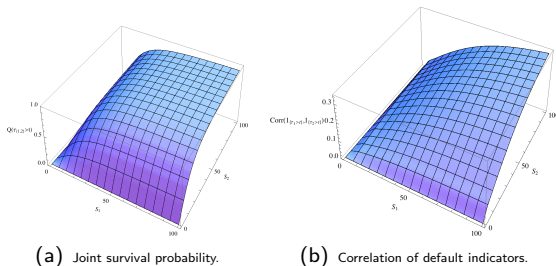 1.0
Q(τ{1,2}>t)
0.5
0.0
0
50
S1
100
0
50
S2
100
0.3
Corr(1{τ1>t},1{τ2>t})
0.2
0.1
0.0
0
50
S1
100
0
50
S2
100
(a) Joint survival probability.
(b) Correlation of default indicators.